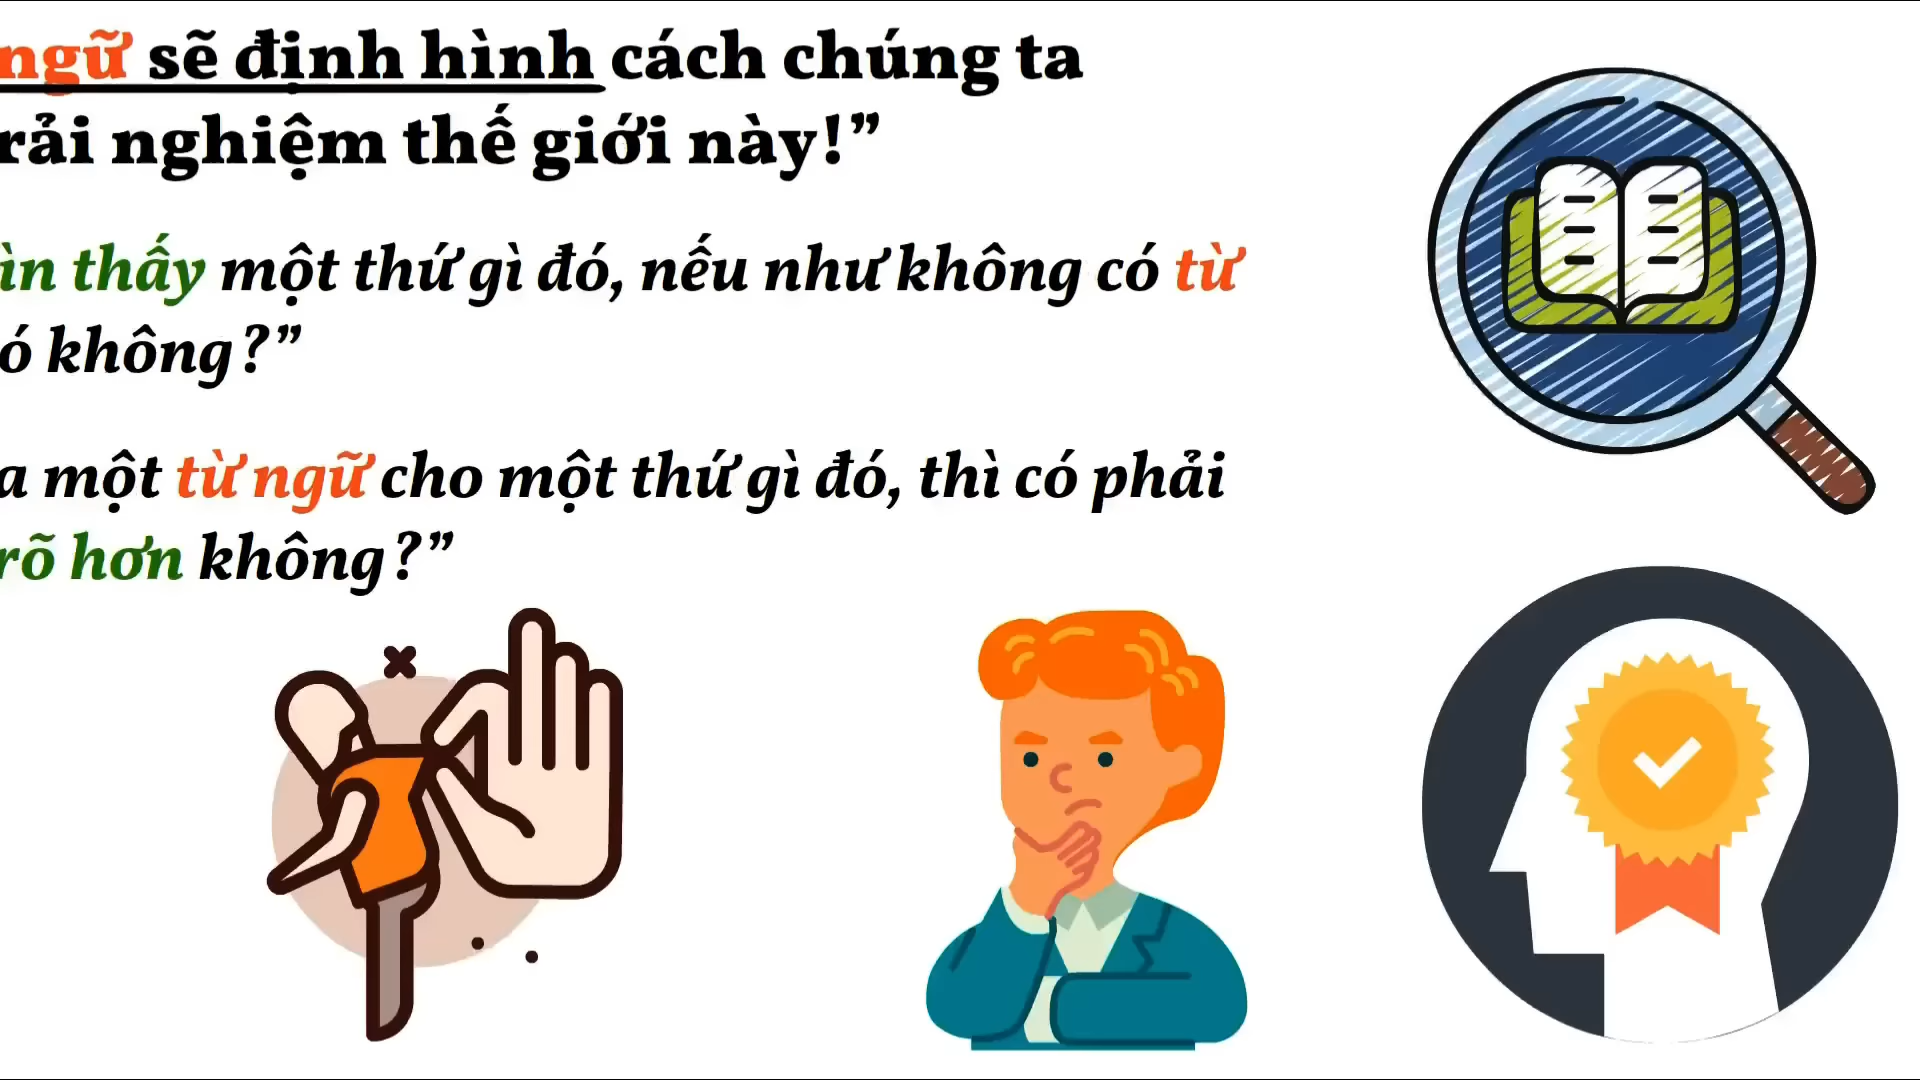 ngữ sẽ định hình cách chúng ta
rải nghiệm thế giới này!”
ìn thấy một thứ gì đó, nếu như không có từ
ó không?”
a một từ ngữ cho một thứ gì đó, thì có phải
rõ hơn không?”